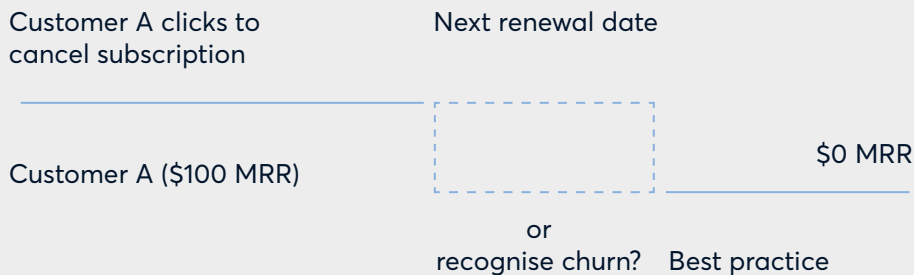 Customer A clicks to
cancel subscription
Next renewal date
Customer A ($100 MRR)
$0 MRR
or
recognise churn?
Best practice